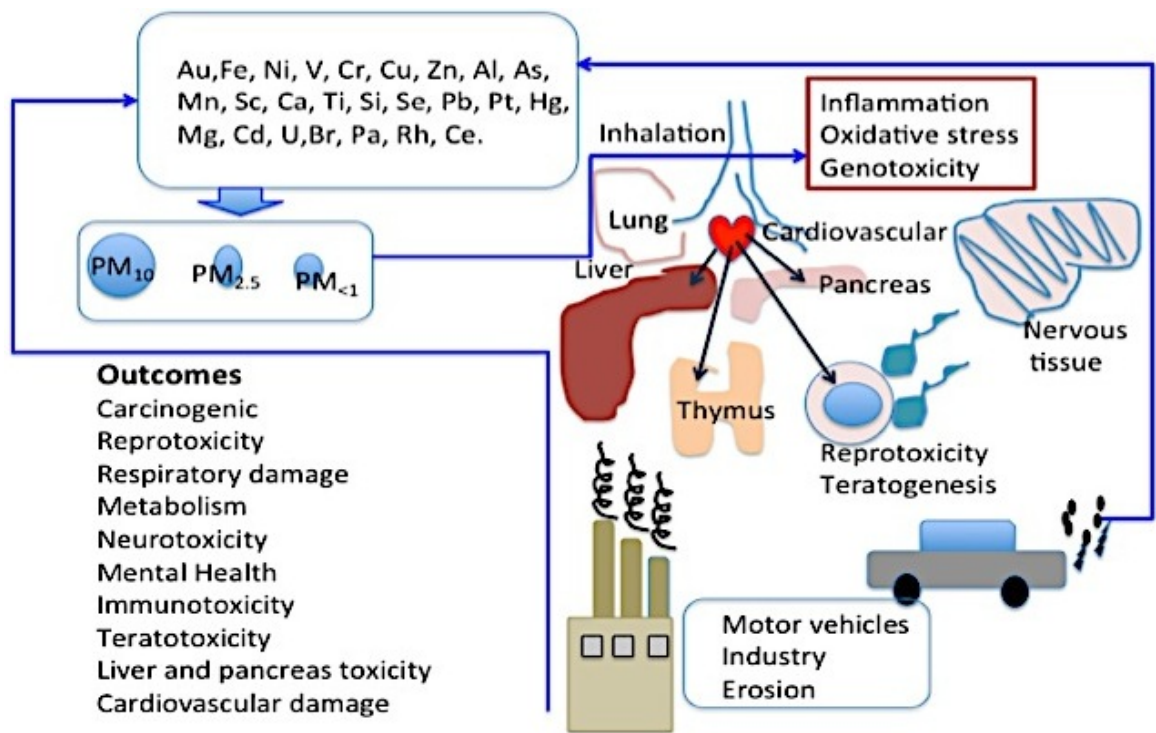 Au,Fe, Ni, V, Cr, Cu, Zn, Al, As,
Mn, Sc, Ca, Ti, Si, Se, Pb, Pt, Hg,
Mg, Cd, U,Br, Pa, Rh, Ce.
PM10
PM2.5
PM<1
Inhalation
Inflammation
Oxidative stress
Genotoxicity
Lung
Cardiovascular
Liver
Pancreas
Nervous
tissue
Thymus
Reprotoxicity
Teratogenesis
Outcomes
Carcinogenic
Reprotoxicity
Respiratory damage
Metabolism
Neurotoxicity
Mental Health
Immunotoxicity
Teratotoxicity
Liver and pancreas toxicity
Cardiovascular damage
Motor vehicles
Industry
Erosion